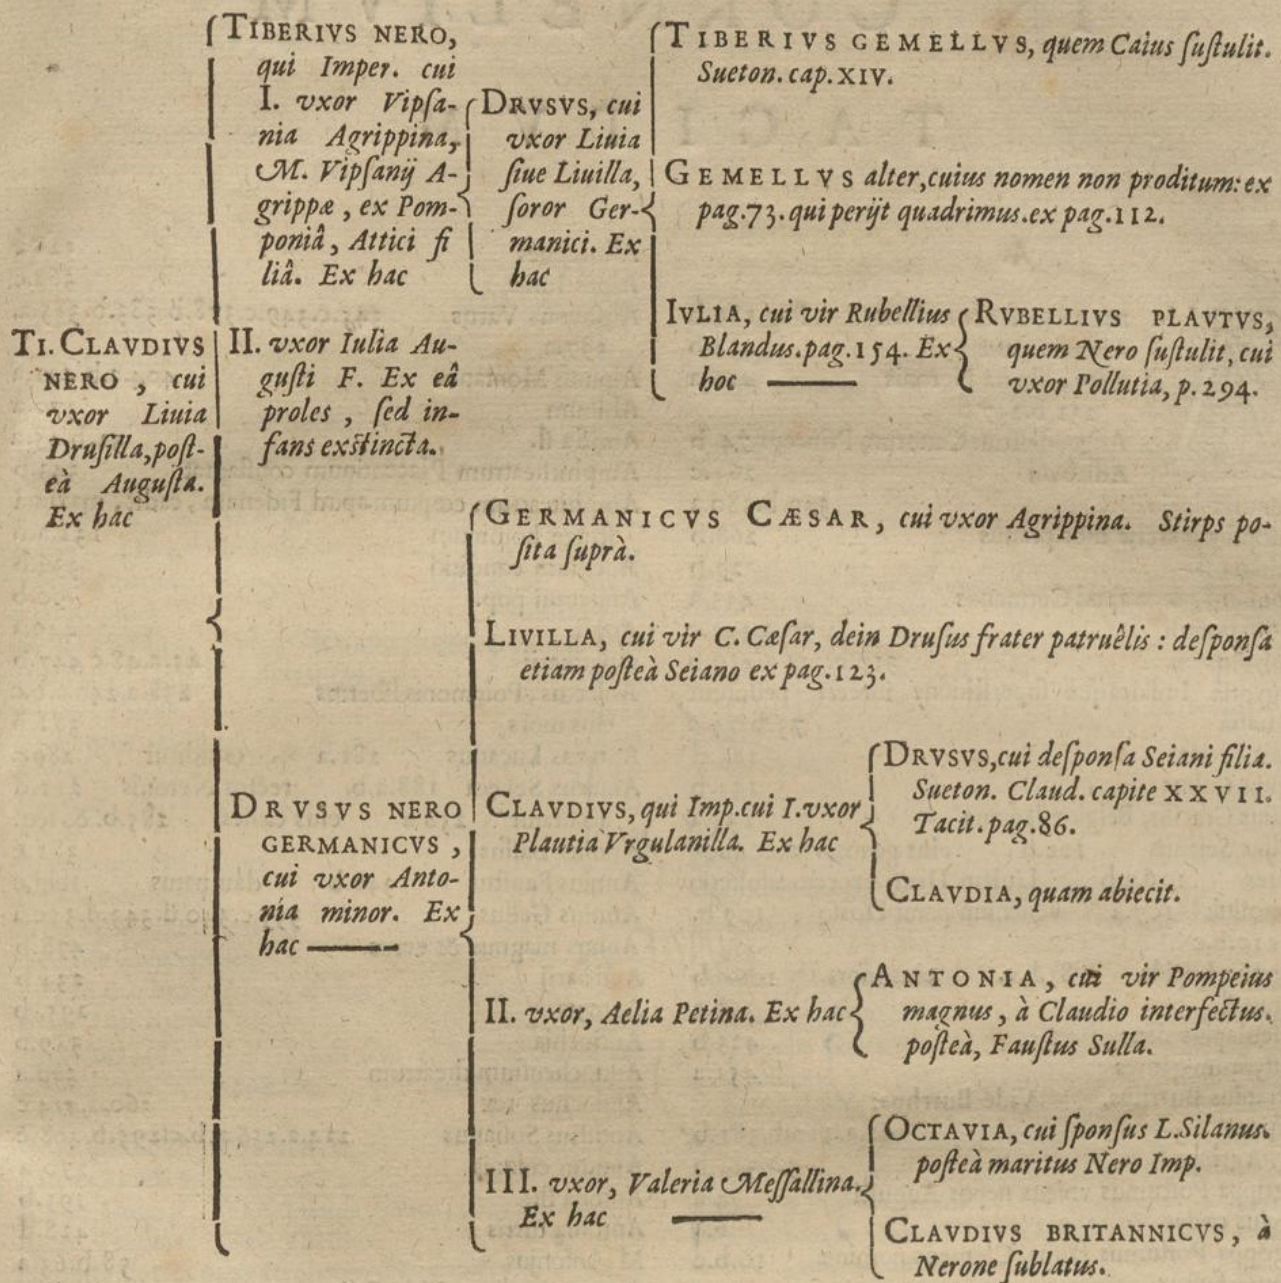 TI. CLAVDIVS
NERO, cui
vxor Liuia
Druſilla, poſt-
eà Auguſta.
Ex hâc
TIBERIVS NERO,
qui Imper. cui
I. vxor Vipſa-
nia Agrippina,
M. Vipſanij A-
grippæ, ex Pom-
poniâ, Attici fi
liâ. Ex hac
DRVSVS, cui
vxor Liuia
ſiue Liuilla,
ſoror Ger-
manici. Ex
hac
TIBERIVS GEMELLVS, quem Caius ſuſtulit.
Sueton. cap. XIV.
GEMELLVS alter, cuius nomen non proditum: ex
pag. 73. qui perijt quadrimus. ex pag. 112.
IVLIA, cui vir Rubellius
Blandus. pag. 154. Ex
hoc
RVBELLIVS PLAVTVS,
quem Nero ſuſtulit, cui
vxor Pollutia, p. 294.
II. vxor Iulia Au-
guſti F. Ex eâ
proles, ſed in-
fans exſtincta.
DRVSVS NERO
GERMANICVS,
cui vxor Anto-
nia minor. Ex
hac
GERMANICVS CÆSAR, cui vxor Agrippina. Stirps po-
ſita ſuprà.
LIVILLA, cui vir C. Cæſar, dein Druſus frater patruêlis: deſponſa
etiam poſteà Seiano ex pag. 123.
CLAVDIVS, qui Imp. cui I. vxor
Plautia Vrgulanilla. Ex hac
DRVSVS, cui deſponſa Seiani filia.
Sueton. Claud. capite XXVII.
Tacit. pag. 86.
CLAVDIA, quam abiecit.
II. vxor, Aelia Petina. Ex hac
ANTONIA, cui vir Pompeius
magnus, à Claudio interfectus.
poſteà, Fauſtus Sulla.
III. vxor, Valeria Meſſallina.
Ex hac
OCTAVIA, cui ſponſus L. Silanus.
poſteà maritus Nero Imp.
CLAVDIVS BRITANNICVS, à
Nerone ſublatus.